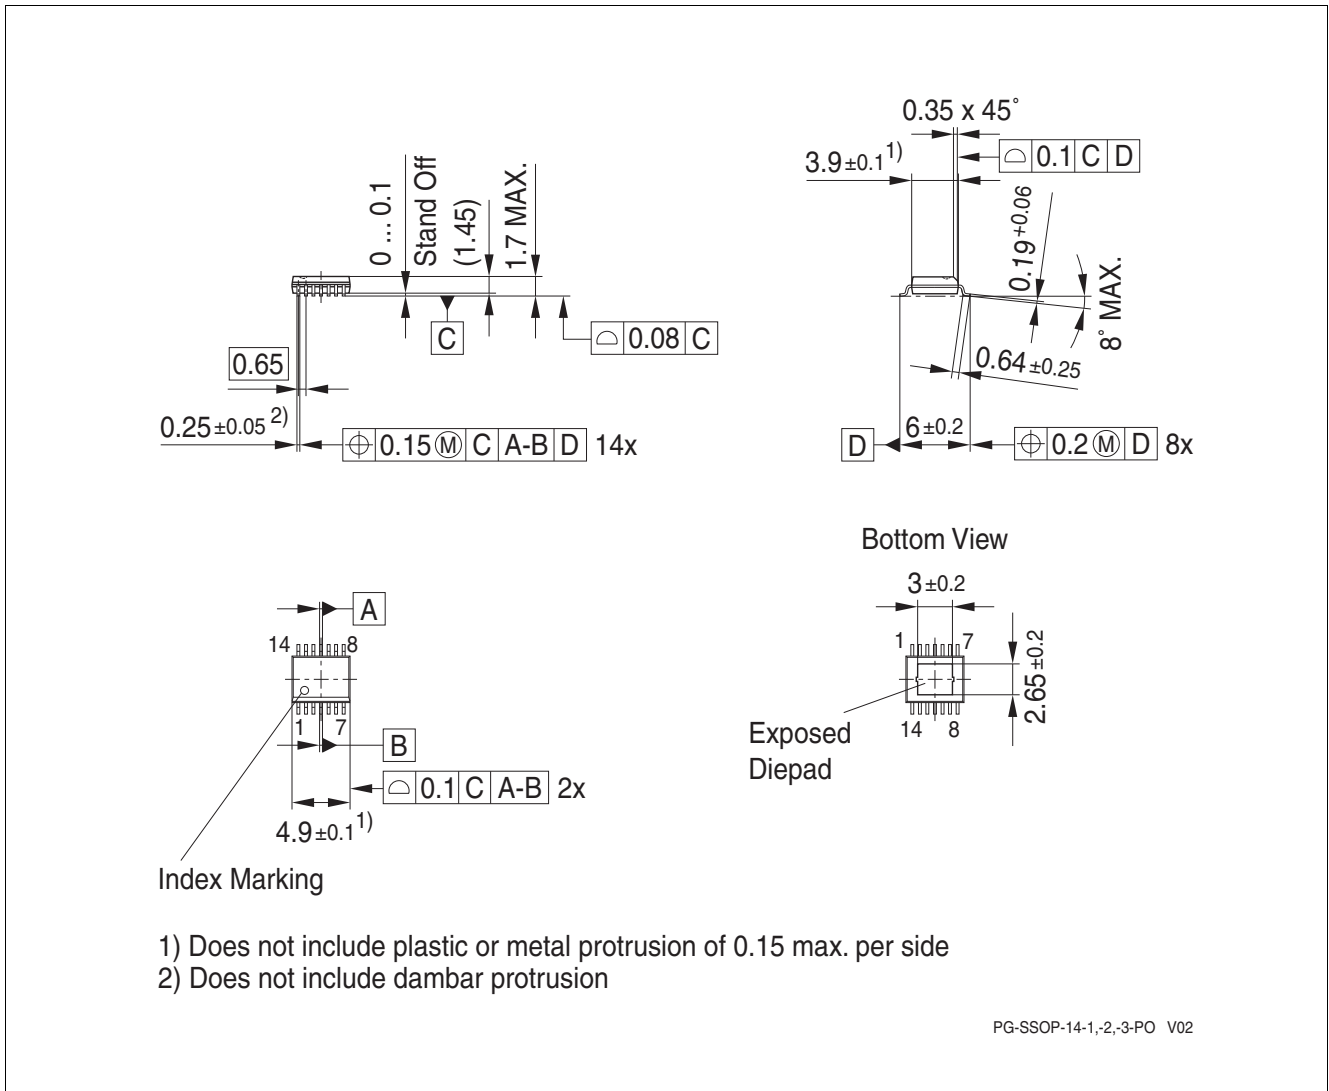 0 ... 0.1
Stand Off
(1.45)
1.7 MAX.
C
⌓ 0.08 C
0.65
0.25±0.05 2)
⌖ 0.15 Ⓜ C A-B D 14x
0.35 x 45°
3.9±0.1 1)
⌓ 0.1 C D
0.19 +0.06
8° MAX.
0.64±0.25
D
6±0.2
⌖ 0.2 Ⓜ D 8x
A
14 8
1 7
B
⌓ 0.1 C A-B 2x
4.9±0.1 1)
Index Marking
Bottom View
3±0.2
1 7
2.65±0.2
14 8
Exposed
Diepad
1) Does not include plastic or metal protrusion of 0.15 max. per side
2) Does not include dambar protrusion
PG-SSOP-14-1,-2,-3-PO V02